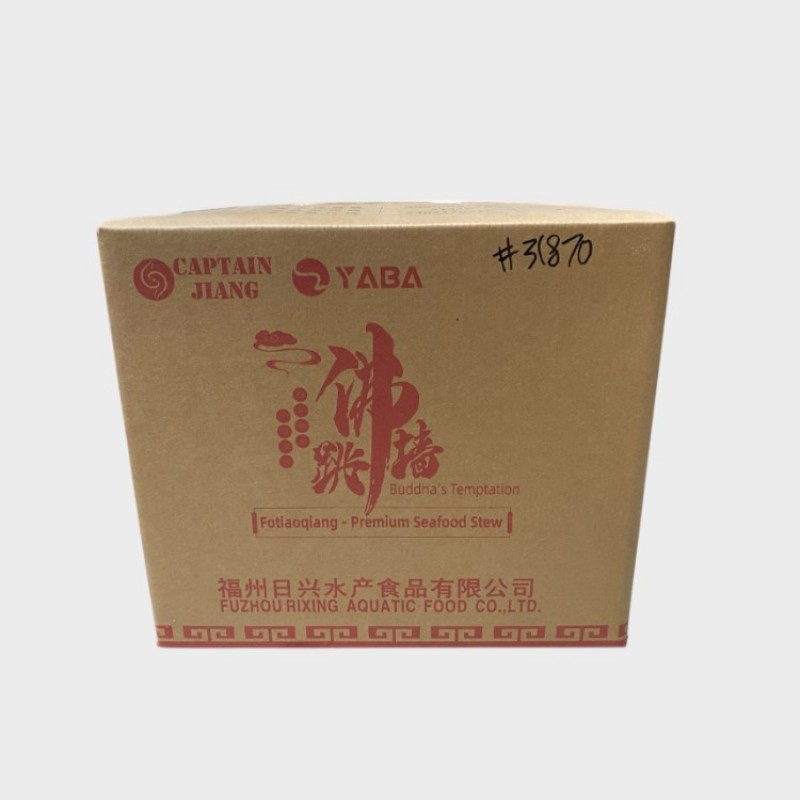 CAPTAIN
JIANG
YABA
#31870
佛
跳墙
Buddha's Temptation
Fotiaoqiang - Premium Seafood Stew
福州日兴水产食品有限公司
FUZHOU RIXING AQUATIC FOOD CO.,LTD.